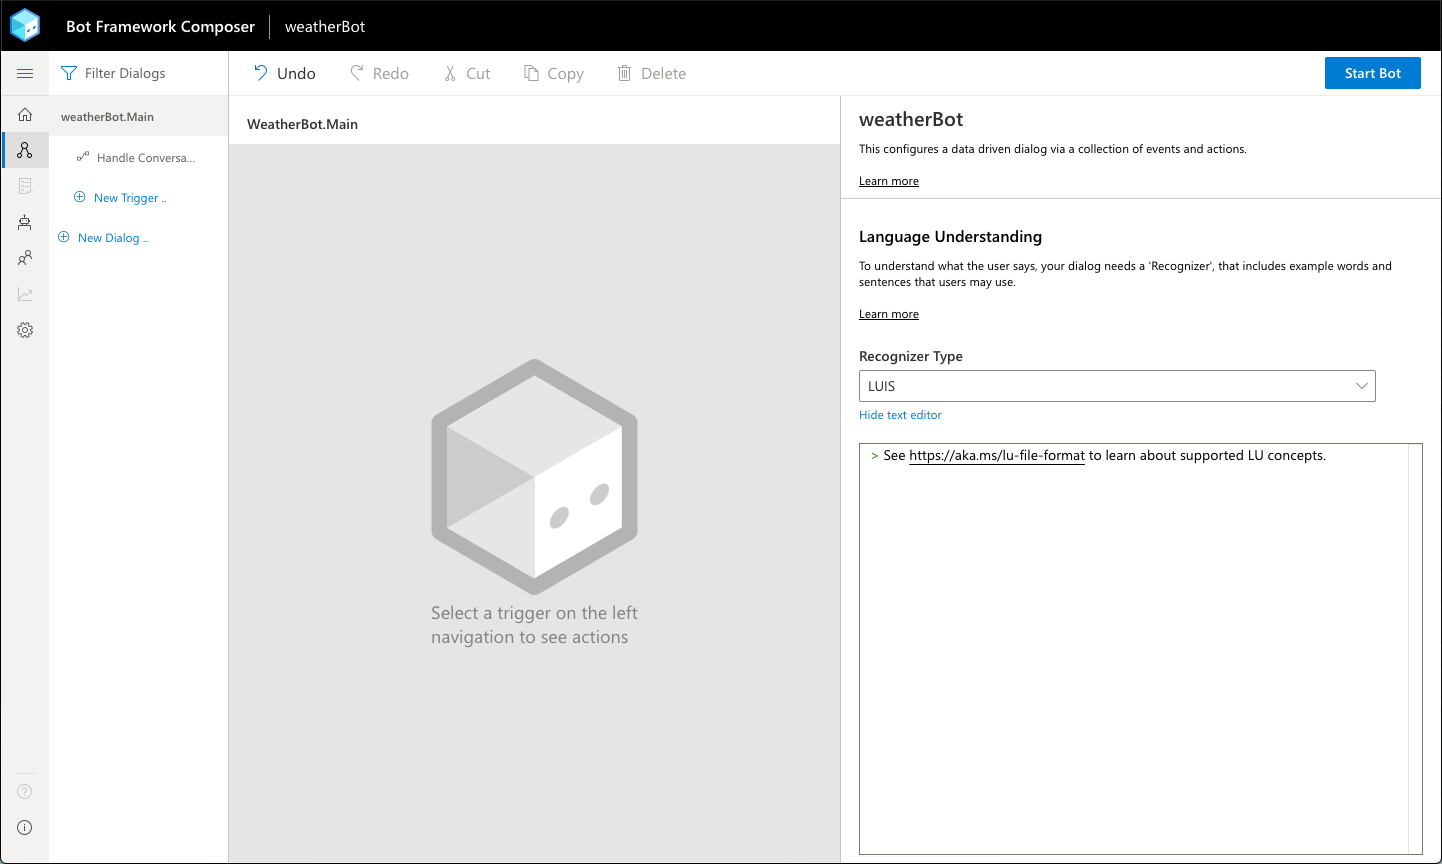 Bot Framework Composer
weatherBot
Filter Dialogs
Undo
Redo
Cut
Copy
Delete
Start Bot
weatherBot.Main
Handle Conversa...
New Trigger ..
New Dialog ..
WeatherBot.Main
Select a trigger on the left
navigation to see actions
weatherBot
This configures a data driven dialog via a collection of events and actions.
Learn more
Language Understanding
To understand what the user says, your dialog needs a 'Recognizer', that includes example words and
sentences that users may use.
Learn more
Recognizer Type
LUIS
Hide text editor
> See https://aka.ms/lu-file-format to learn about supported LU concepts.